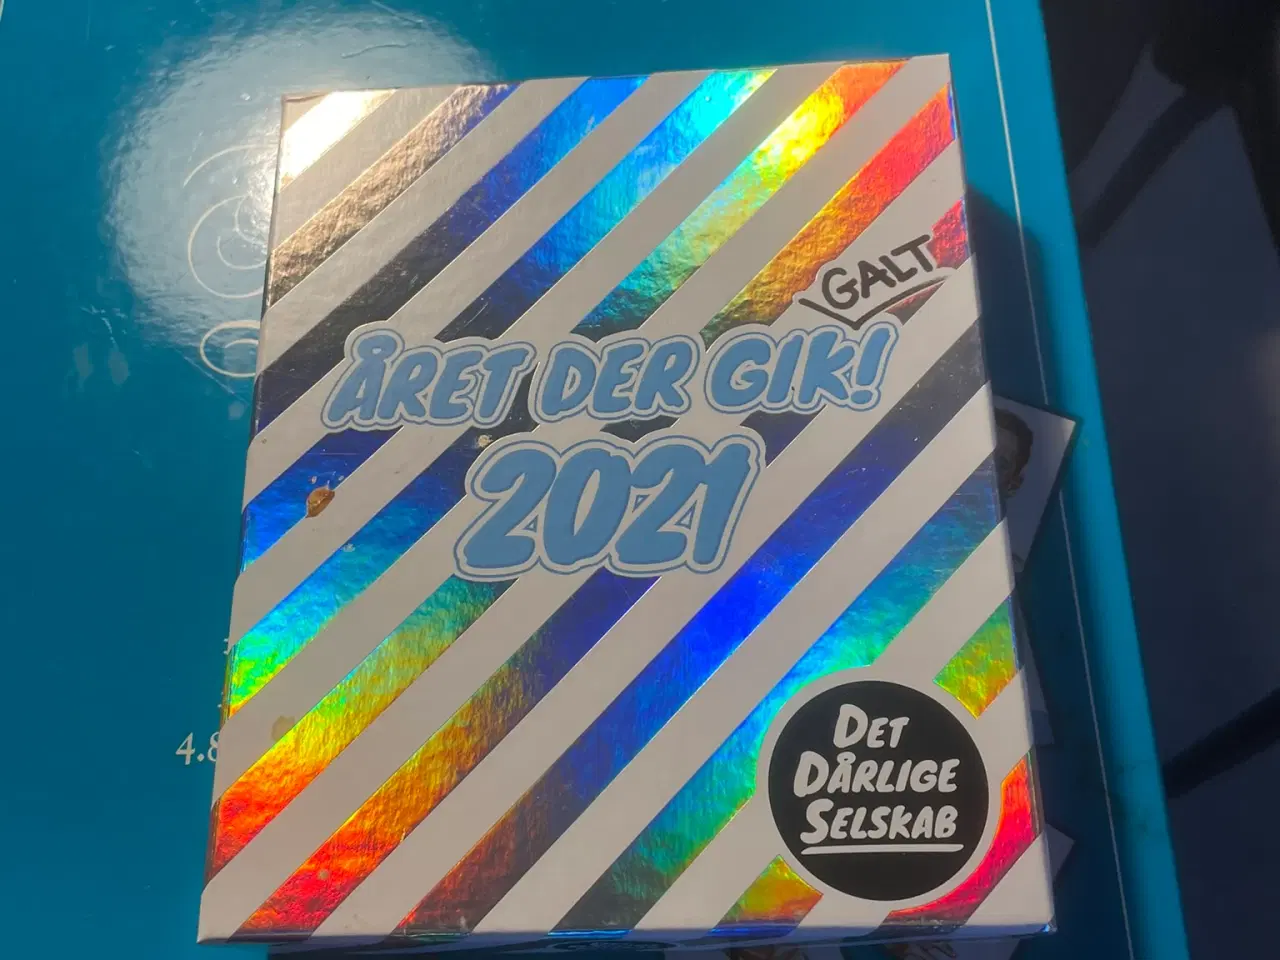 GALT
ÅRET DER GIK!
2021
DET
DÅRLIGE
SELSKAB